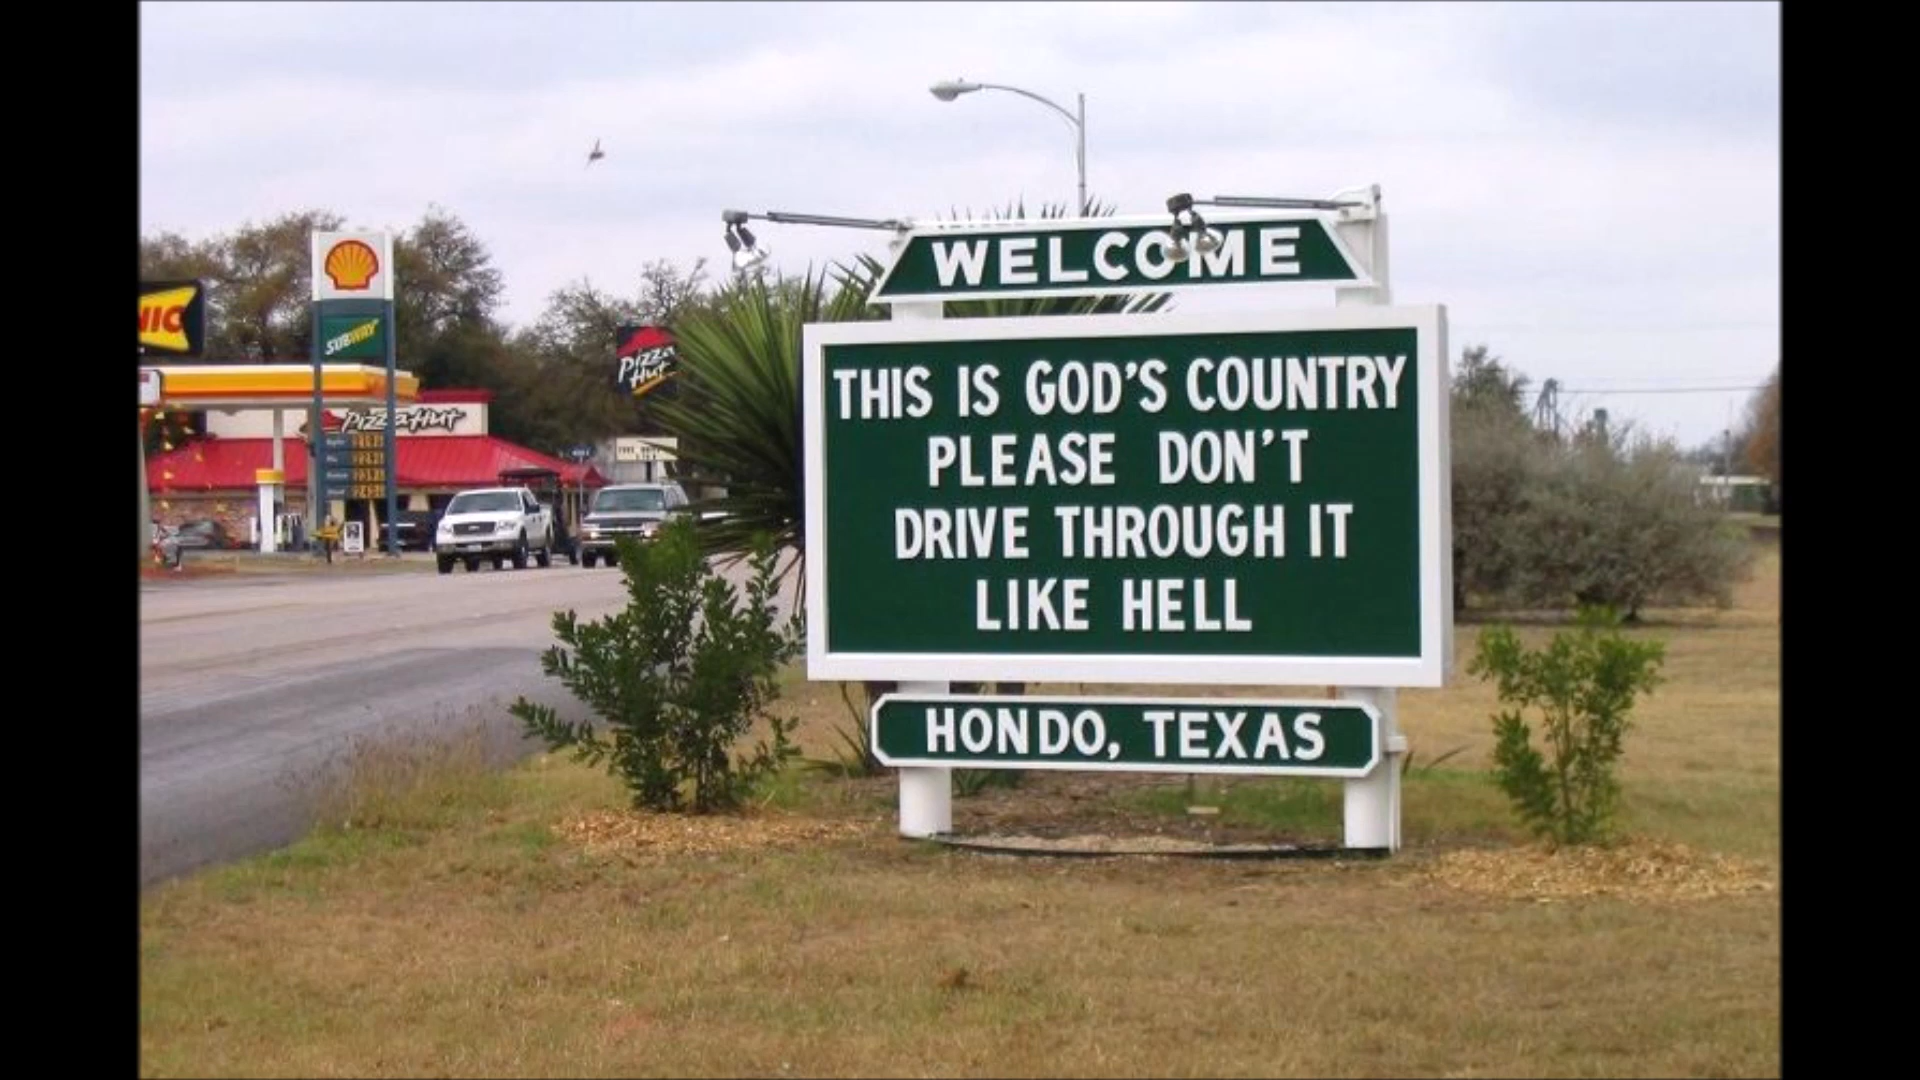 WELCOME
THIS IS GOD'S COUNTRY
PLEASE DON'T
DRIVE THROUGH IT
LIKE HELL
HONDO, TEXAS
NIC
SUBWAY
Pizza
Hut
Pizza Hut